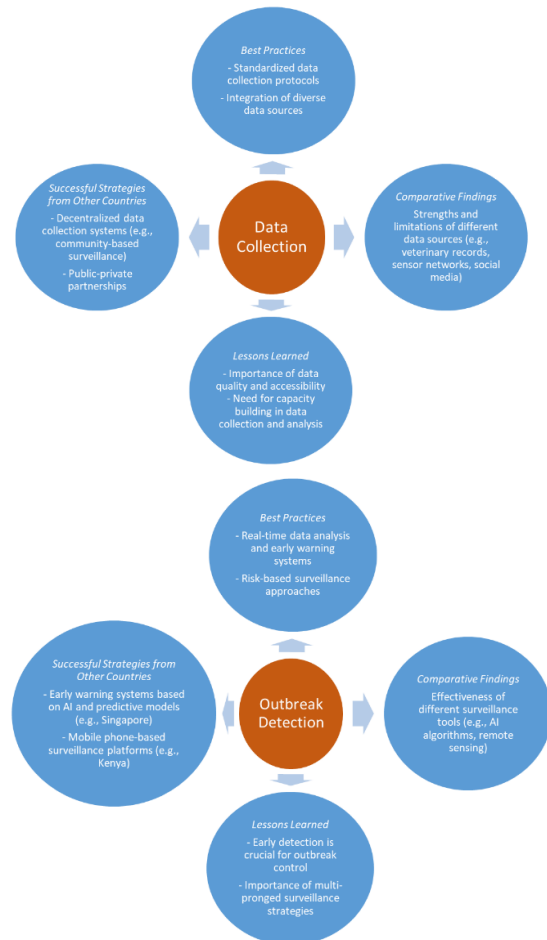 Best Practices
- Standardized data
collection protocols
- Integration of diverse
data sources
Successful Strategies
from Other Countries
- Decentralized data
collection systems (e.g.,
community-based
surveillance)
- Public-private
partnerships
Data
Collection
Comparative Findings
Strengths and
limitations of different
data sources (e.g.,
veterinary records,
sensor networks, social
media)
Lessons Learned
- Importance of data
quality and accessibility
- Need for capacity
building in data
collection and analysis
Best Practices
- Real-time data analysis
and early warning
systems
- Risk-based surveillance
approaches
Successful Strategies from
Other Countries
- Early warning systems based
on AI and predictive models
(e.g., Singapore)
- Mobile phone-based
surveillance platforms (e.g.,
Kenya)
Outbreak
Detection
Comparative Findings
Effectiveness of
different surveillance
tools (e.g., AI
algorithms, remote
sensing)
Lessons Learned
- Early detection is
crucial for outbreak
control
- Importance of multi-
pronged surveillance
strategies